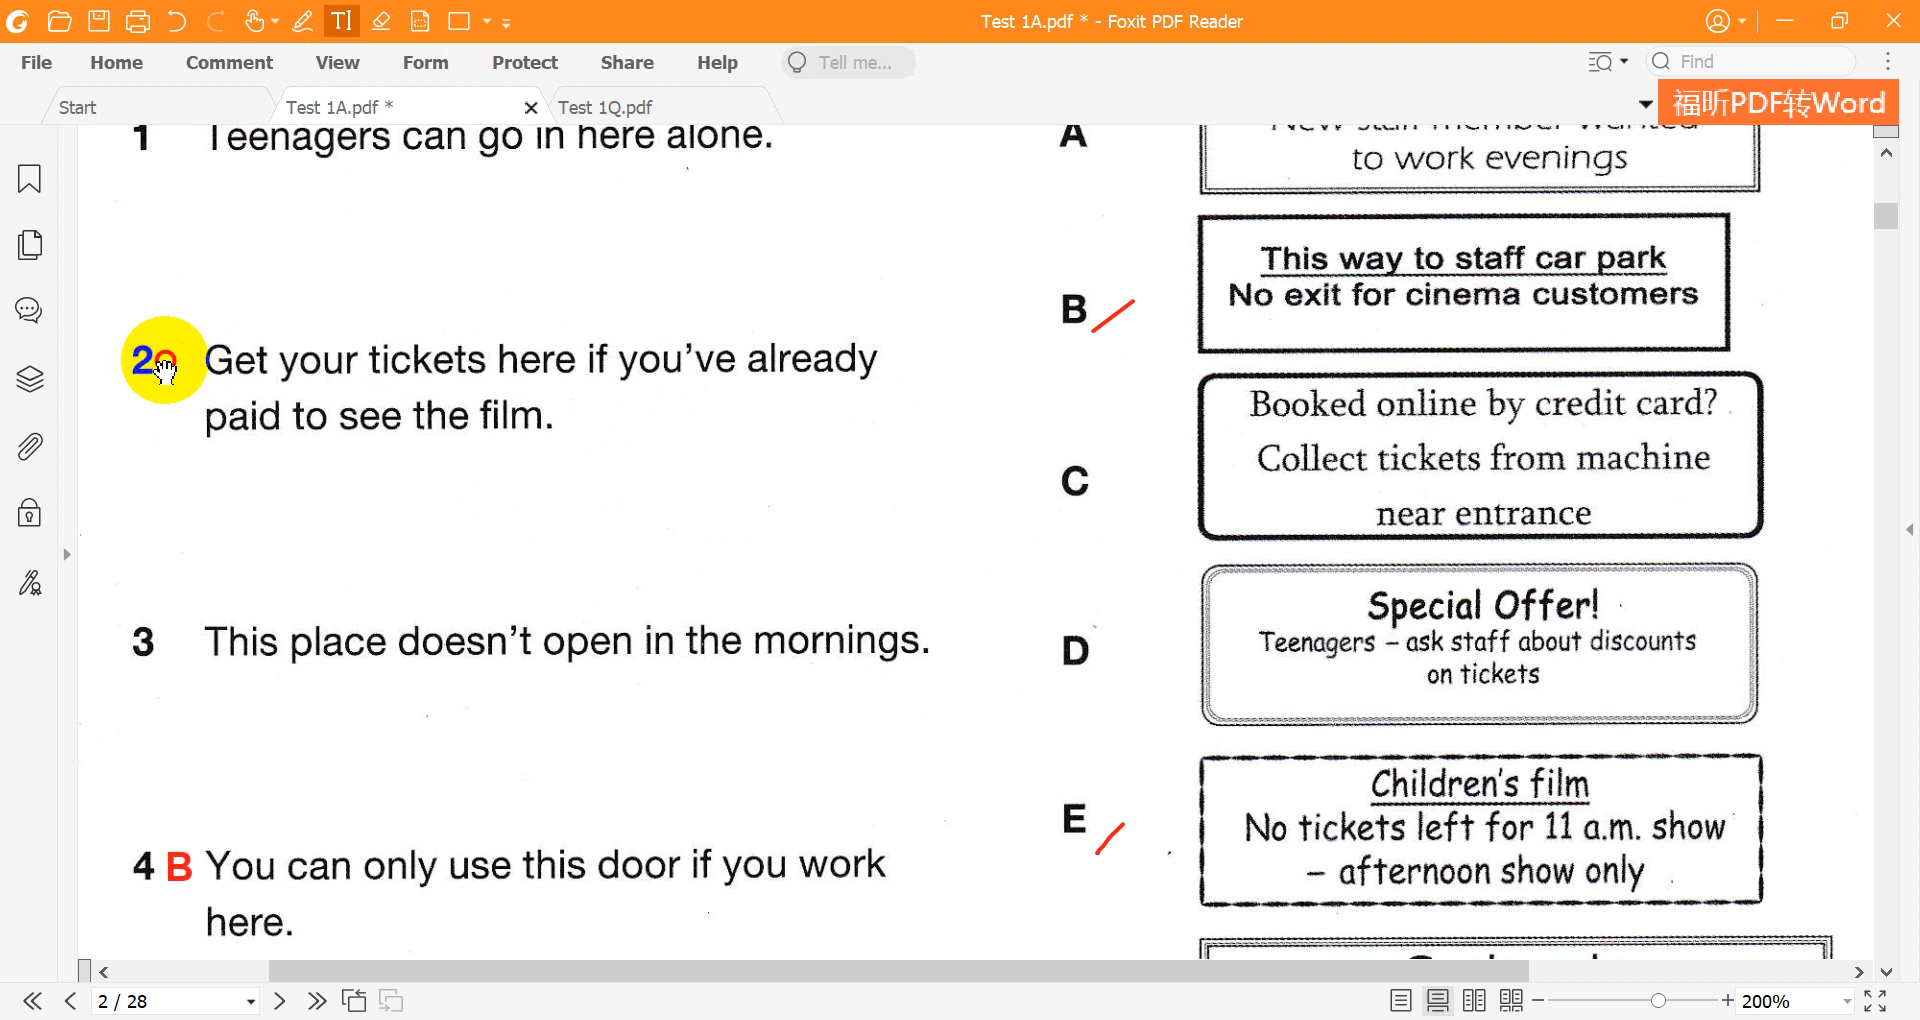 Test 1A.pdf * - Foxit PDF Reader
File Home Comment View Form Protect Share Help Tell me... Find
Start Test 1A.pdf * Test 1Q.pdf 福昕PDF转Word
1 Teenagers can go in here alone.
A
New staff member wanted
to work evenings
B
This way to staff car park
No exit for cinema customers
2 Get your tickets here if you've already
paid to see the film.
C
Booked online by credit card?
Collect tickets from machine
near entrance
3 This place doesn't open in the mornings.
D
Special Offer!
Teenagers – ask staff about discounts
on tickets
4 B You can only use this door if you work
here.
E
Children's film
No tickets left for 11 a.m. show
– afternoon show only
2 / 28
200%